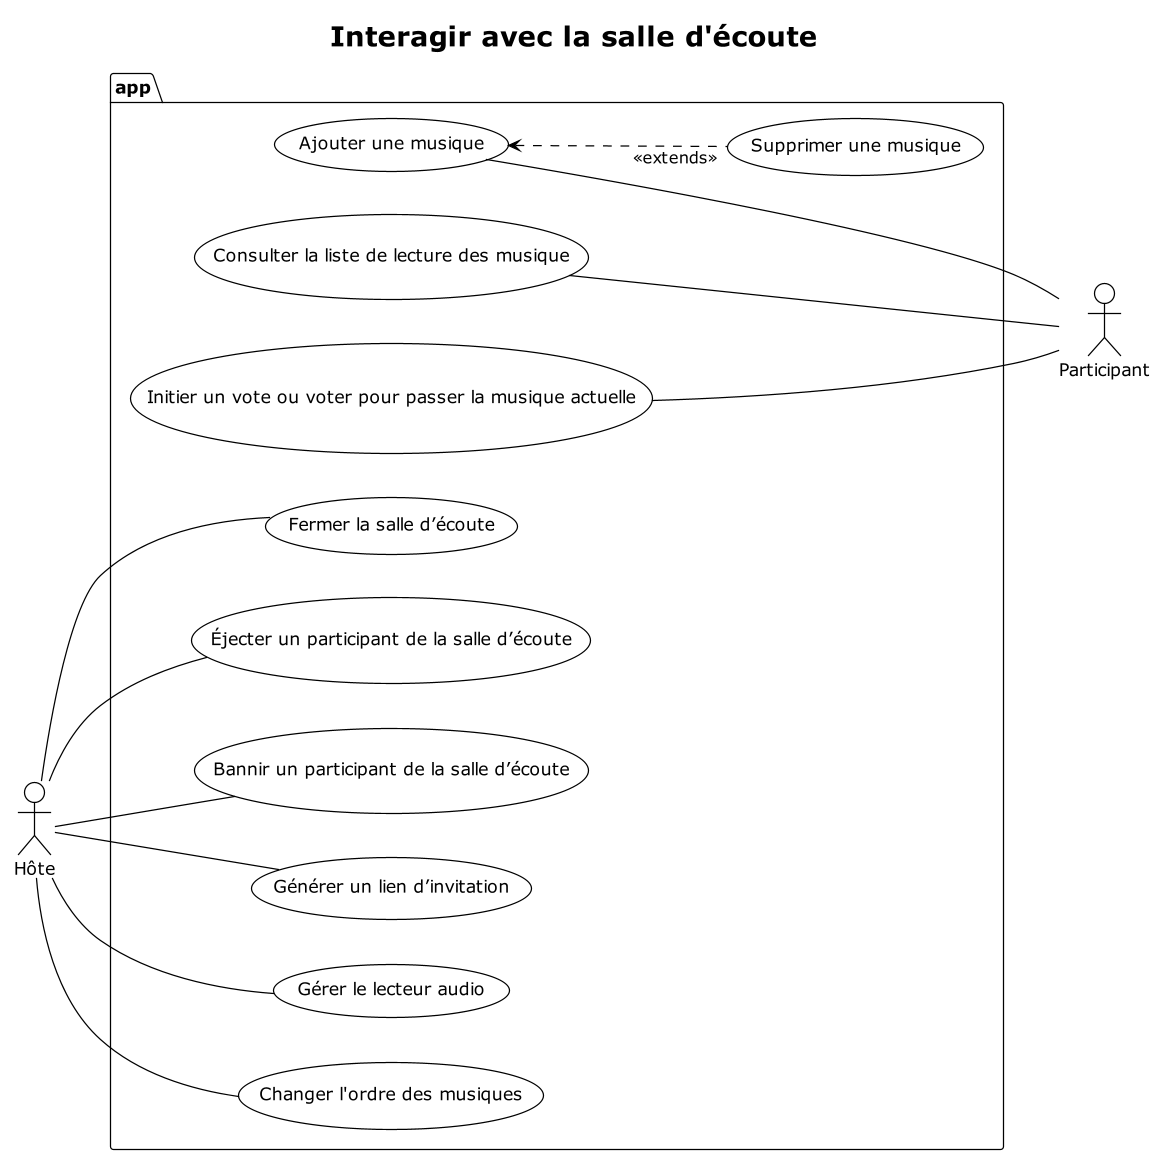 Interagir avec la salle d'écoute
app
Ajouter une musique
«extends»
Supprimer une musique
Consulter la liste de lecture des musique
Participant
Initier un vote ou voter pour passer la musique actuelle
Fermer la salle d’écoute
Éjecter un participant de la salle d’écoute
Bannir un participant de la salle d’écoute
Hôte
Générer un lien d’invitation
Gérer le lecteur audio
Changer l'ordre des musiques